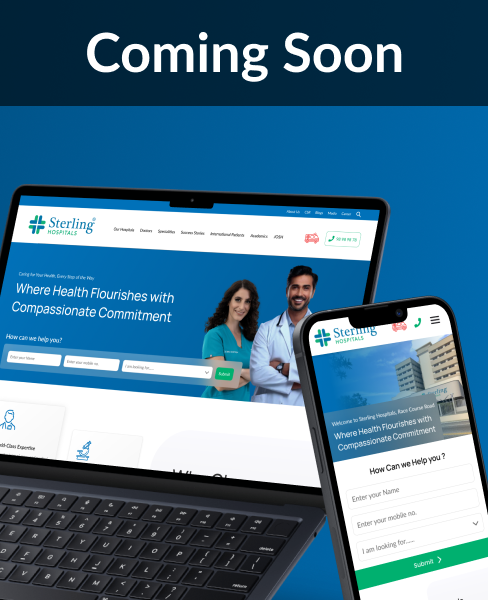 Coming Soon
About Us CSR Blogs Media Career
Sterling
HOSPITALS
Our Hospitals Doctors Specialities Success Stories International Patients Academics
Caring for Your Health, Every Step of the Way
Where Health Flourishes with
Compassionate Commitment
How can we help you?
Enter your Name Enter your mobile no. I am looking for..... Submit
Expertise
delete
return
Sterling
HOSPITALS
Welcome to Sterling Hospitals, Race Course Road
Where Health Flourishes with
Compassionate Commitment
How Can we Help you ?
Enter your Name
Enter your mobile no.
I am looking for.....
Submit